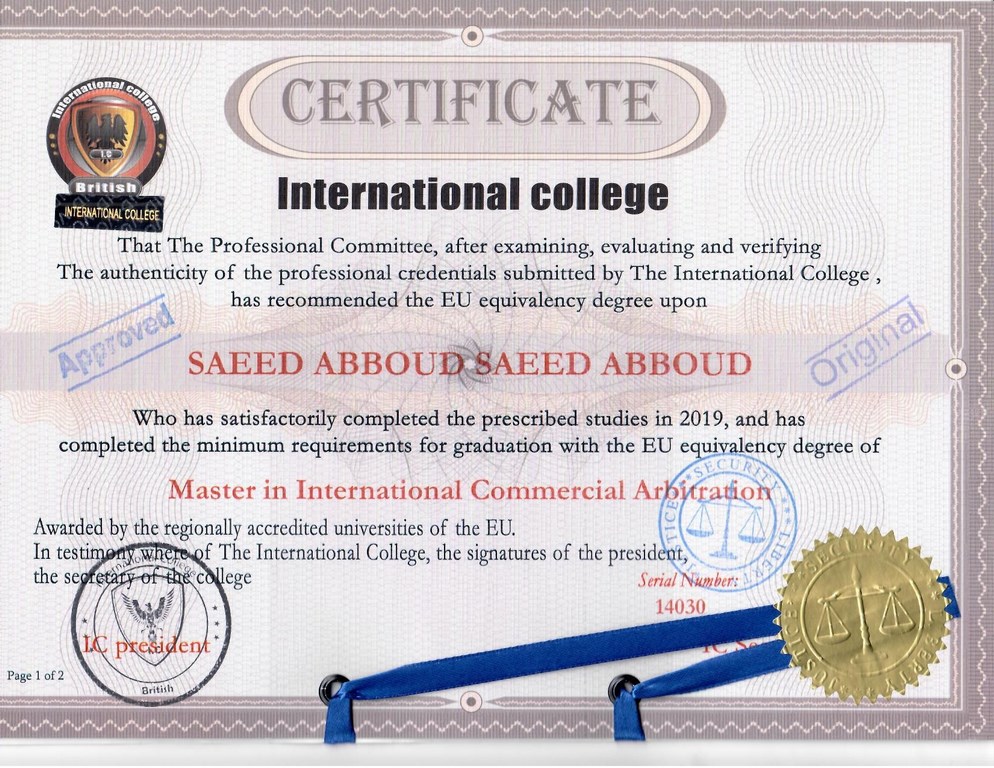 CERTIFICATE
International college
I C
British
INTERNATIONAL COLLEGE
International college
That The Professional Committee, after examining, evaluating and verifying
The authenticity of the professional credentials submitted by The International College ,
has recommended the EU equivalency degree upon
Approved
Original
SAEED ABBOUD SAEED ABBOUD
Who has satisfactorily completed the prescribed studies in 2019, and has
completed the minimum requirements for graduation with the EU equivalency degree of
Master in International Commercial Arbitration
SECURITY
JUSTICE
LIBERT
Awarded by the regionally accredited universities of the EU.
In testimony where of The International College, the signatures of the president,
the secretary of the college
Serial Number:
14030
International college
IC president
Britiih
IC Se
SECURITY
JUSTICE
LIBERTY
Page 1 of 2